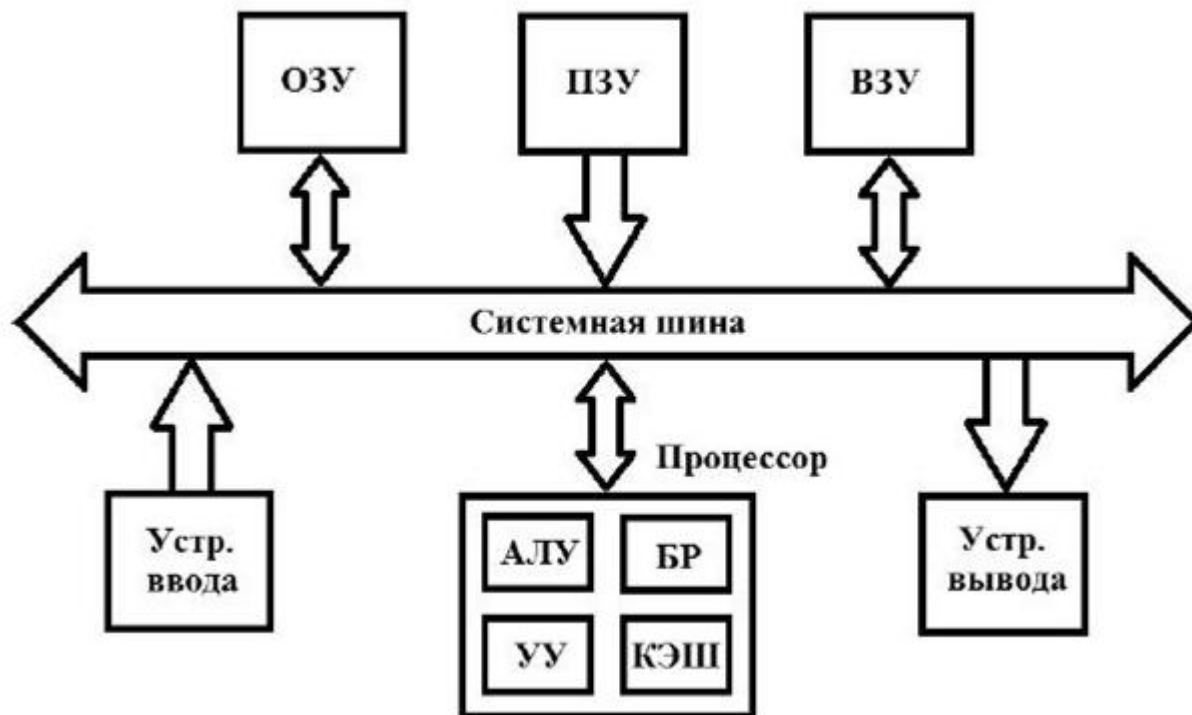 ОЗУ
ПЗУ
ВЗУ
Системная шина
Процессор
Устр.
ввода
АЛУ
БР
УУ
КЭШ
Устр.
вывода